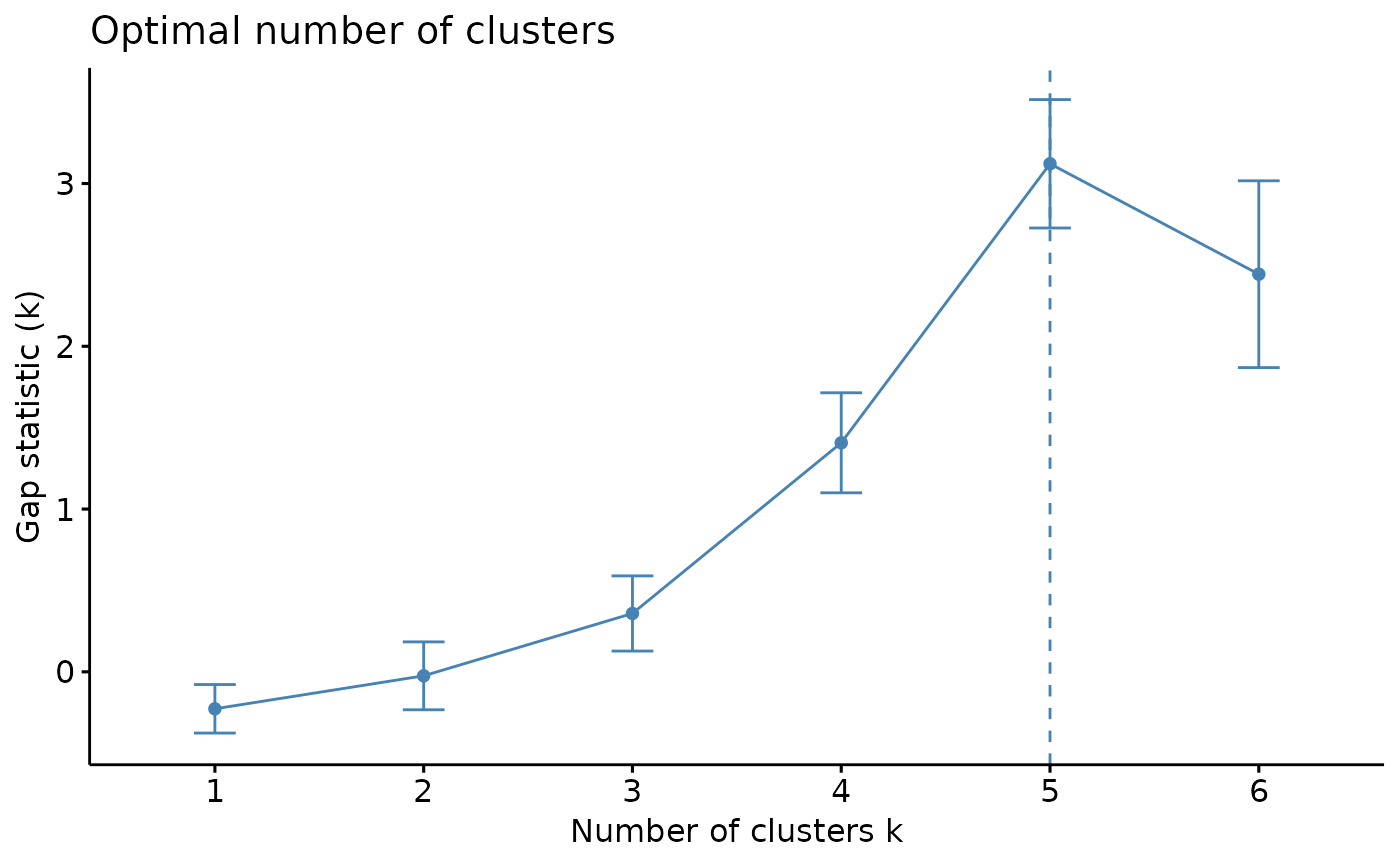 Optimal number of clusters
Gap statistic (k)
3
2
1
0
1 2 3 4 5 6
Number of clusters k